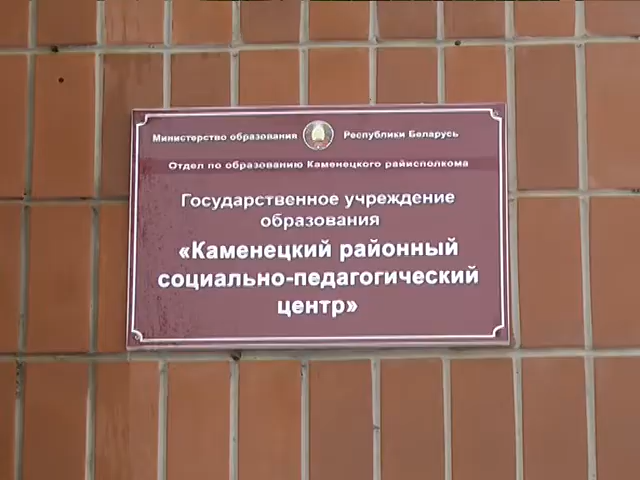 Министерство образования Республики Беларусь
Отдел по образованию Каменецкого райисполкома
Государственное учреждение
образования
«Каменецкий районный
социально-педагогический
центр»